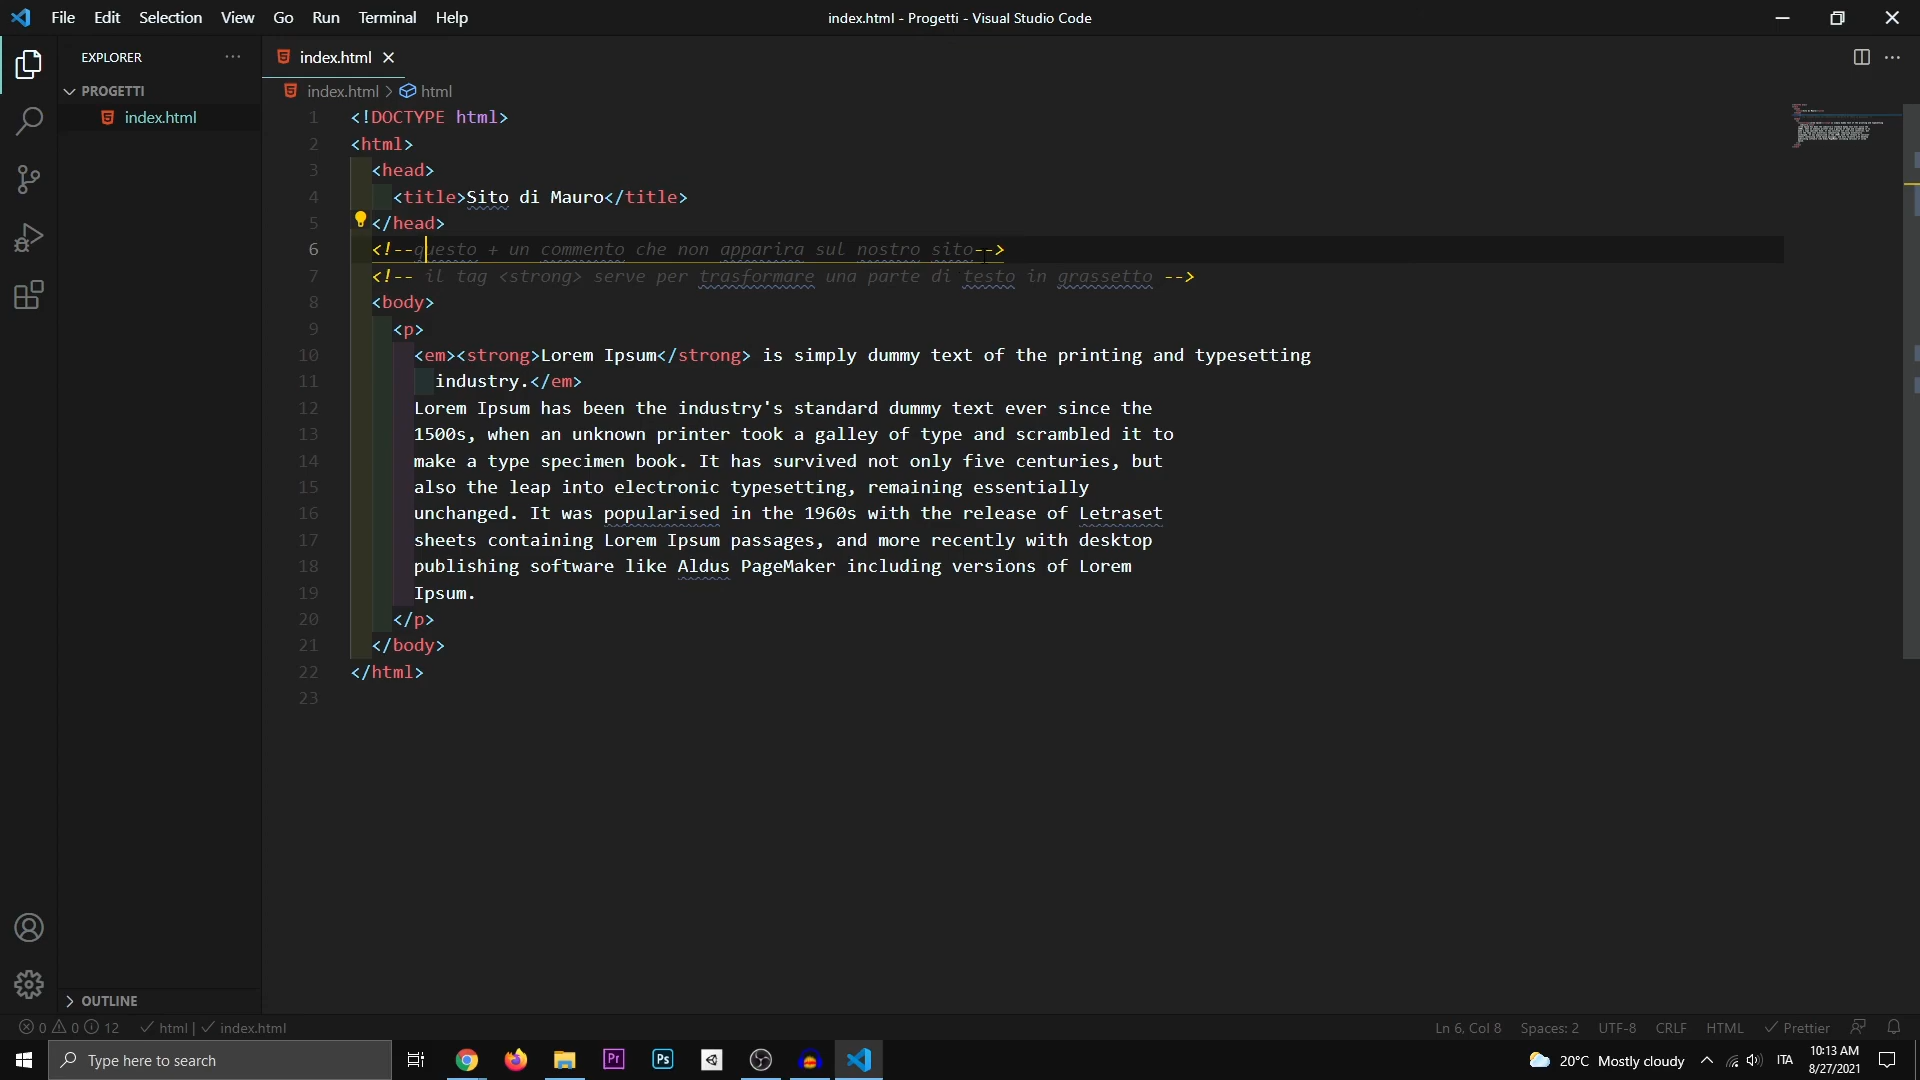 File Edit Selection View Go Run Terminal Help
index.html - Progetti - Visual Studio Code
EXPLORER
PROGETTI
index.html
index.html
index.html > html
1 <!DOCTYPE html>
2 <html>
3 <head>
4 <title>Sito di Mauro</title>
5 </head>
6 <!--questo + un commento che non apparira sul nostro sito-->
7 <!-- il tag <strong> serve per trasformare una parte di testo in grassetto -->
8 <body>
9 <p>
10 <em><strong>Lorem Ipsum</strong> is simply dummy text of the printing and typesetting
11 industry.</em>
12 Lorem Ipsum has been the industry's standard dummy text ever since the
13 1500s, when an unknown printer took a galley of type and scrambled it to
14 make a type specimen book. It has survived not only five centuries, but
15 also the leap into electronic typesetting, remaining essentially
16 unchanged. It was popularised in the 1960s with the release of Letraset
17 sheets containing Lorem Ipsum passages, and more recently with desktop
18 publishing software like Aldus PageMaker including versions of Lorem
19 Ipsum.
20 </p>
21 </body>
22 </html>
23
OUTLINE
0 0 12 html | index.html
Ln 6, Col 8 Spaces: 2 UTF-8 CRLF HTML Prettier
Type here to search
Pr
Ps
20°C Mostly cloudy
ITA
10:13 AM
8/27/2021